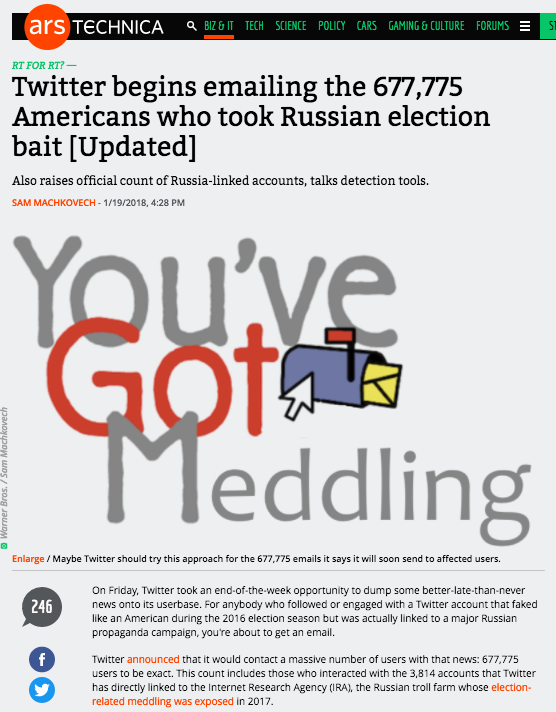 ars TECHNICA
BIZ & IT TECH SCIENCE POLICY CARS GAMING & CULTURE FORUMS
RT FOR RT? —
Twitter begins emailing the 677,775
Americans who took Russian election
bait [Updated]
Also raises official count of Russia-linked accounts, talks detection tools.
SAM MACHKOVECH - 1/19/2018, 4:28 PM
You've
Got
Meddling
Warner Bros. / Sam Machkovech
Enlarge / Maybe Twitter should try this approach for the 677,775 emails it says it will soon send to affected users.
246
On Friday, Twitter took an end-of-the-week opportunity to dump some better-late-than-never
news onto its userbase. For anybody who followed or engaged with a Twitter account that faked
like an American during the 2016 election season but was actually linked to a major Russian
propaganda campaign, you're about to get an email.
Twitter announced that it would contact a massive number of users with that news: 677,775
users to be exact. This count includes those who interacted with the 3,814 accounts that Twitter
has directly linked to the Internet Research Agency (IRA), the Russian troll farm whose election-
related meddling was exposed in 2017.